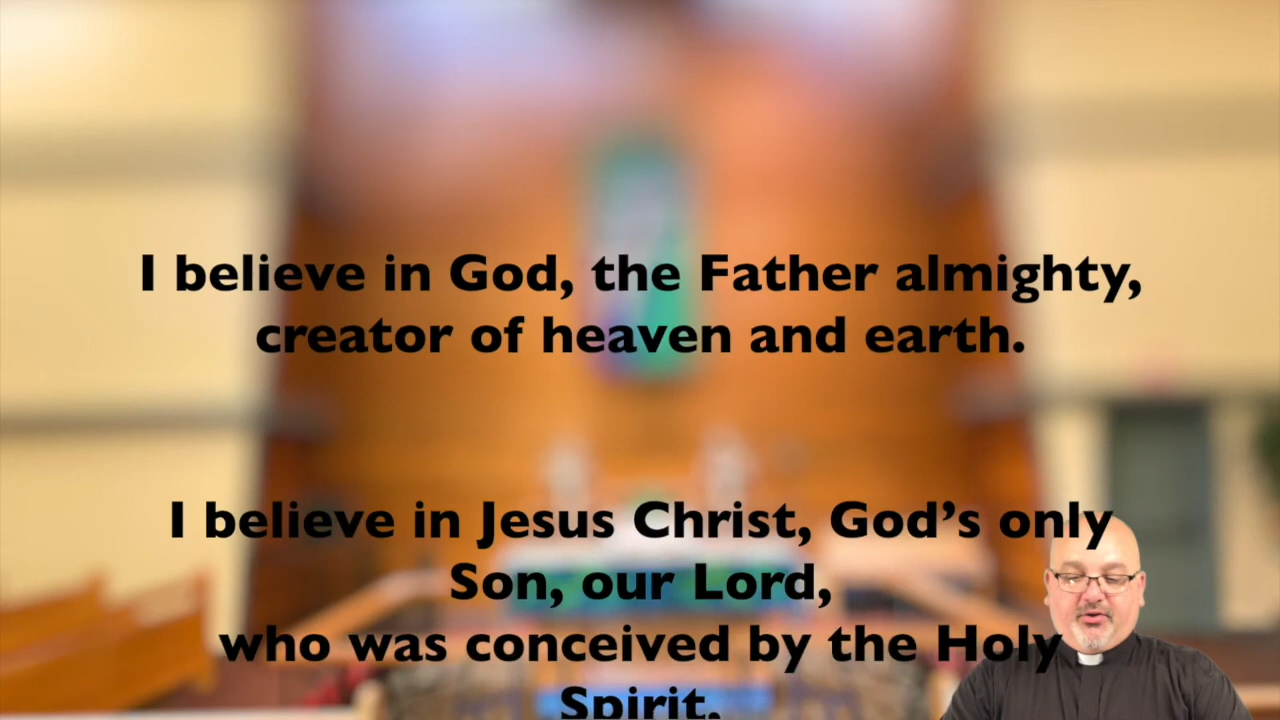 I believe in God, the Father almighty,
creator of heaven and earth.
I believe in Jesus Christ, God’s only
Son, our Lord,
who was conceived by the Holy
Spirit,